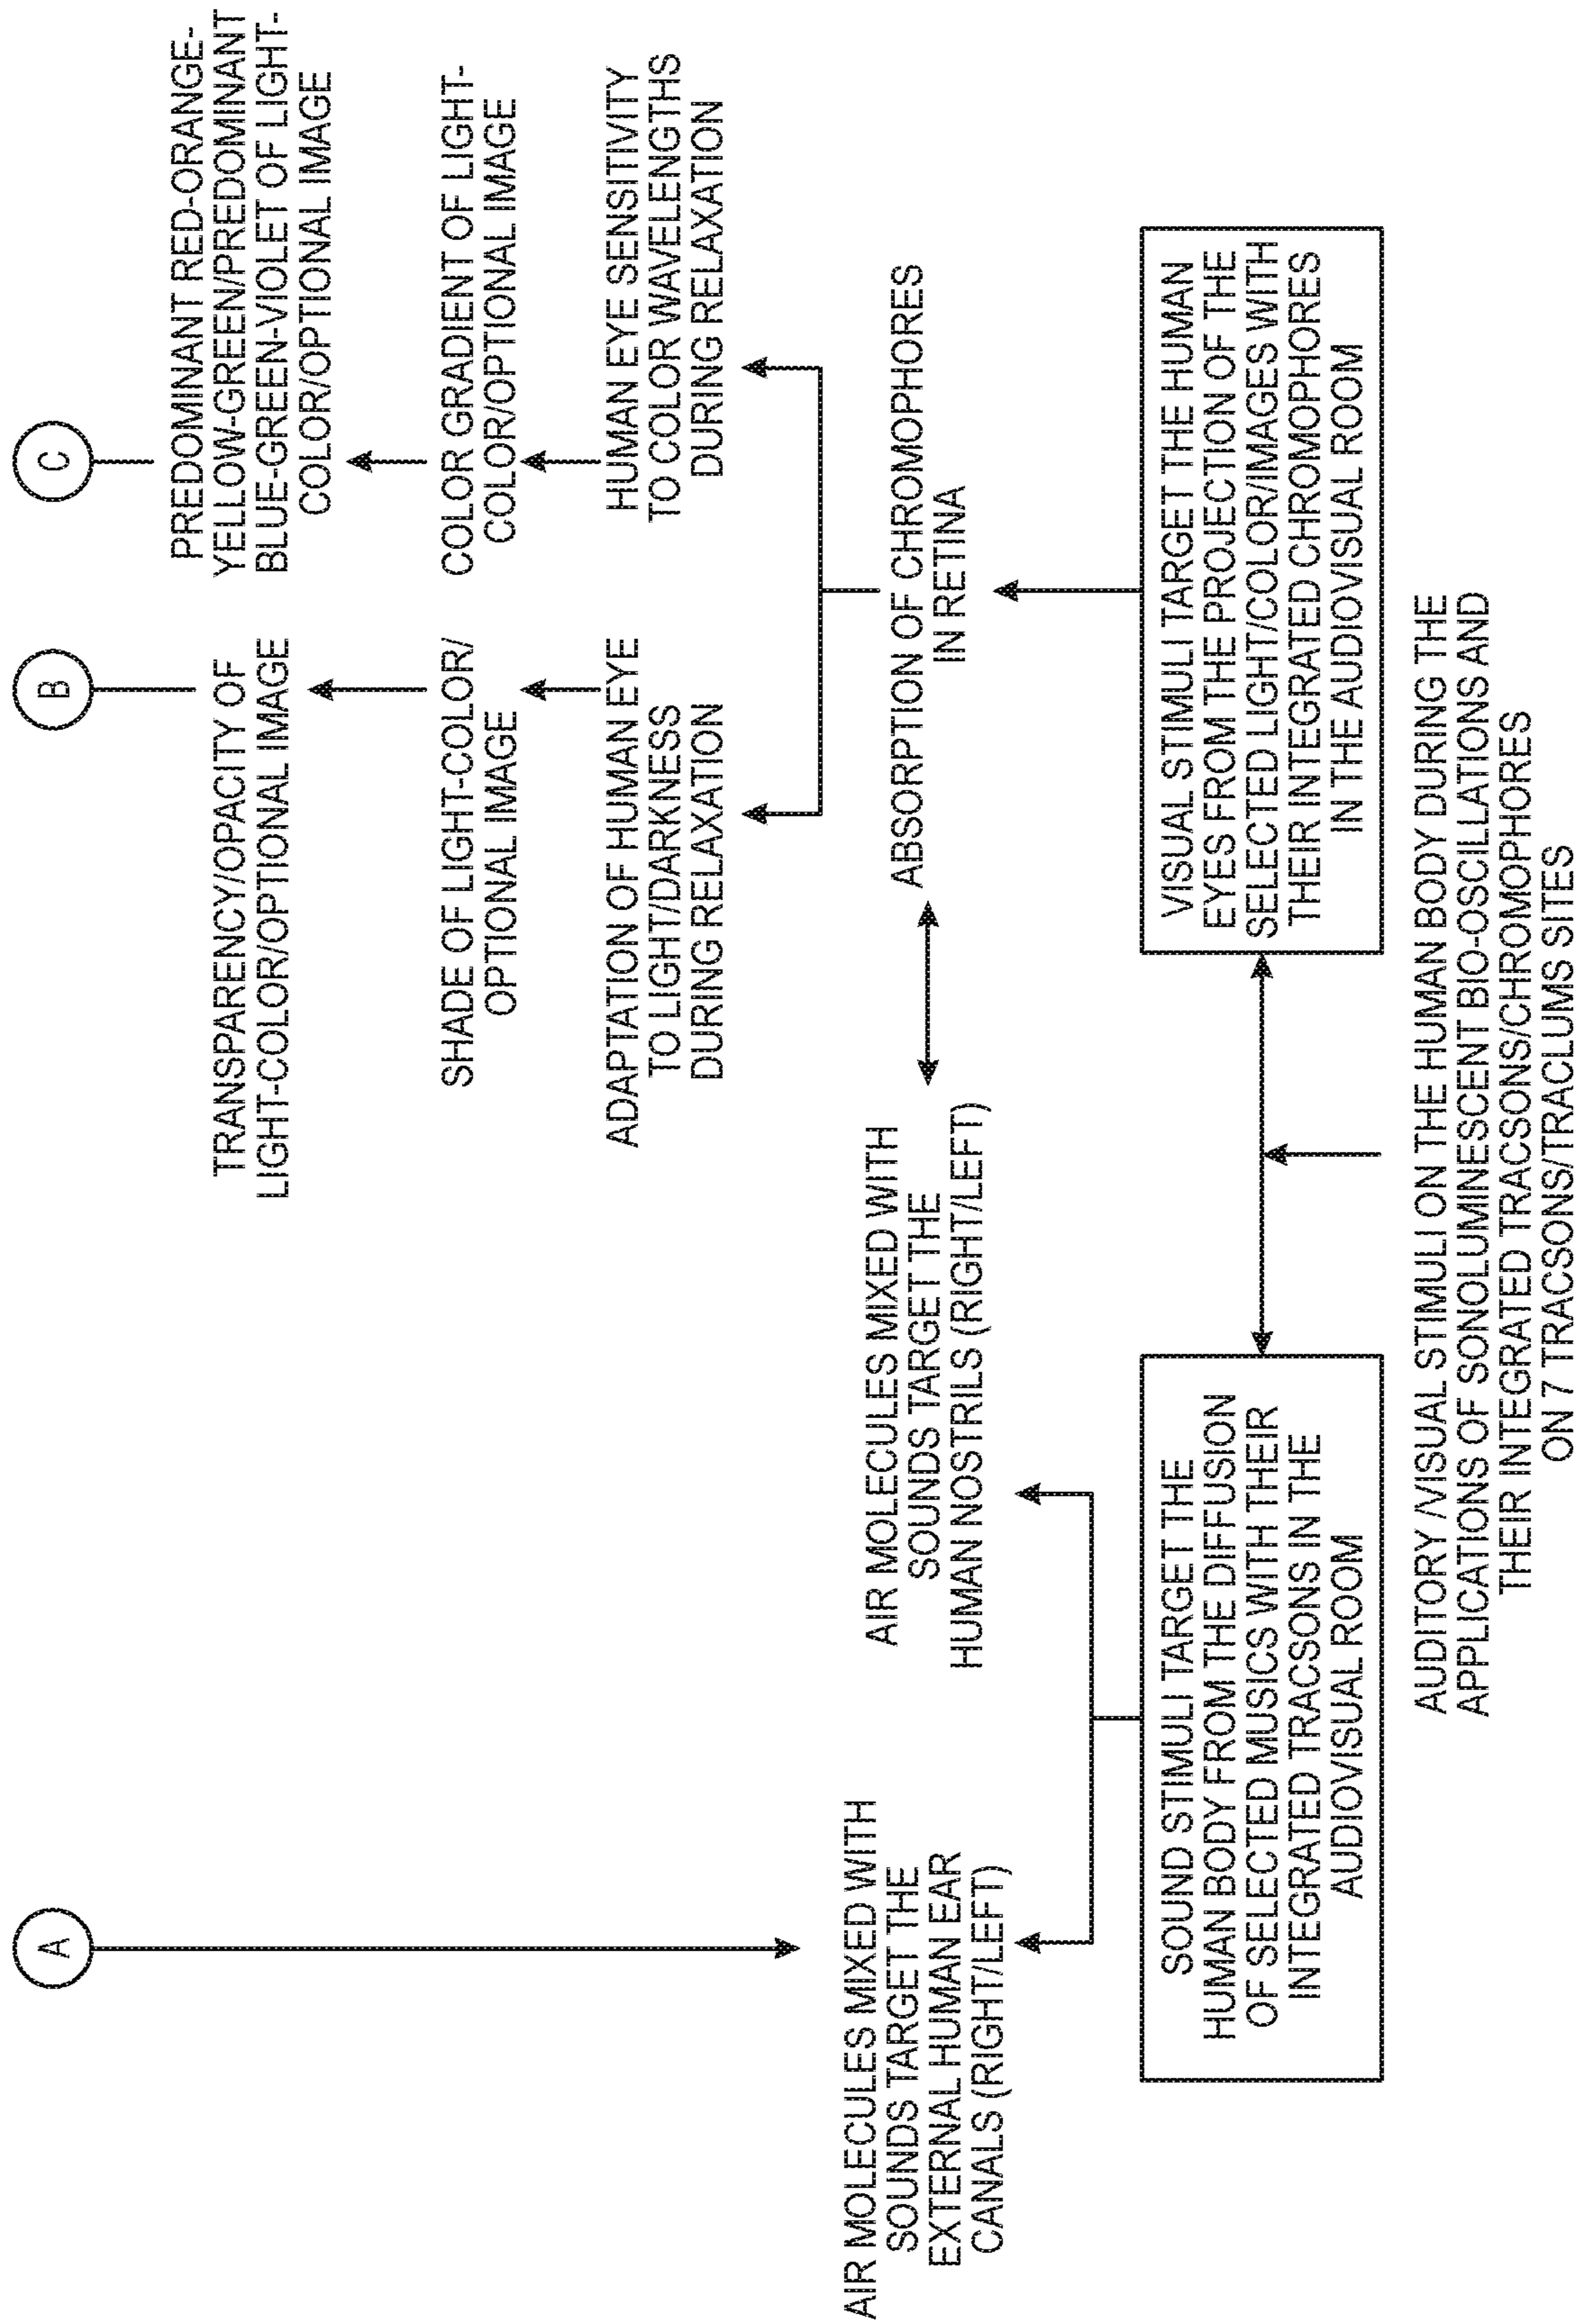 A
B
C
TRANSPARENCY/OPACITY OF
LIGHT-COLOR/OPTIONAL IMAGE
PREDOMINANT RED-ORANGE-
YELLOW-GREEN/PREDOMINANT
BLUE-GREEN-VIOLET OF LIGHT-
COLOR/OPTIONAL IMAGE
SHADE OF LIGHT-COLOR/
OPTIONAL IMAGE
COLOR GRADIENT OF LIGHT-
COLOR/OPTIONAL IMAGE
ADAPTATION OF HUMAN EYE
TO LIGHT/DARKNESS
DURING RELAXATION
HUMAN EYE SENSITIVITY
TO COLOR WAVELENGTHS
DURING RELAXATION
AIR MOLECULES MIXED WITH
SOUNDS TARGET THE
EXTERNAL HUMAN EAR
CANALS (RIGHT/LEFT)
AIR MOLECULES MIXED WITH
SOUNDS TARGET THE
HUMAN NOSTRILS (RIGHT/LEFT)
ABSORPTION OF CHROMOPHORES
IN RETINA
SOUND STIMULI TARGET THE
HUMAN BODY FROM THE DIFFUSION
OF SELECTED MUSICS WITH THEIR
INTEGRATED TRACSONS IN THE
AUDIOVISUAL ROOM
VISUAL STIMULI TARGET THE HUMAN
EYES FROM THE PROJECTION OF THE
SELECTED LIGHT/COLOR/IMAGES WITH
THEIR INTEGRATED CHROMOPHORES
IN THE AUDIOVISUAL ROOM
AUDITORY /VISUAL STIMULI ON THE HUMAN BODY DURING THE
APPLICATIONS OF SONOLUMINESCENT BIO-OSCILLATIONS AND
THEIR INTEGRATED TRACSONS/CHROMOPHORES
ON 7 TRACSONS/TRACLUMS SITES